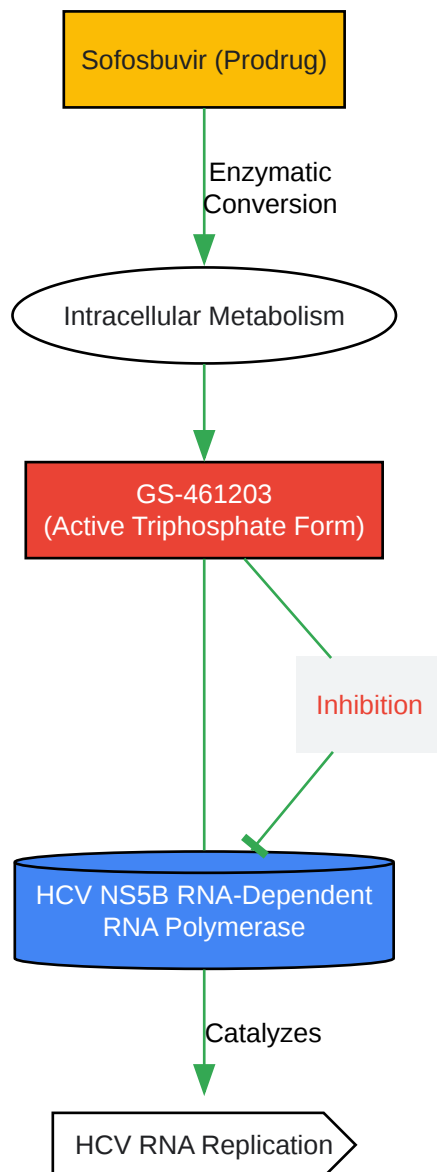 Sofosbuvir (Prodrug)
Enzymatic
Conversion
Intracellular Metabolism
GS-461203
(Active Triphosphate Form)
Inhibition
HCV NS5B RNA-Dependent
RNA Polymerase
Catalyzes
HCV RNA Replication